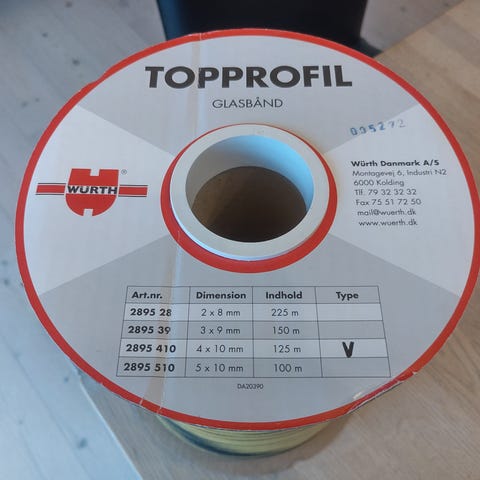 TOPPROFIL
GLASBÅND
005272
WÜRTH®
Würth Danmark A/S
Montagevej 6, Industri N2
6000 Kolding
Tlf. 79 32 32 32
Fax 75 51 72 50
mail@wuerth.dk
www.wuerth.dk
Art.nr. Dimension Indhold Type
2895 28 2 x 8 mm 225 m
2895 39 3 x 9 mm 150 m
2895 410 4 x 10 mm 125 m V
2895 510 5 x 10 mm 100 m
DA20390